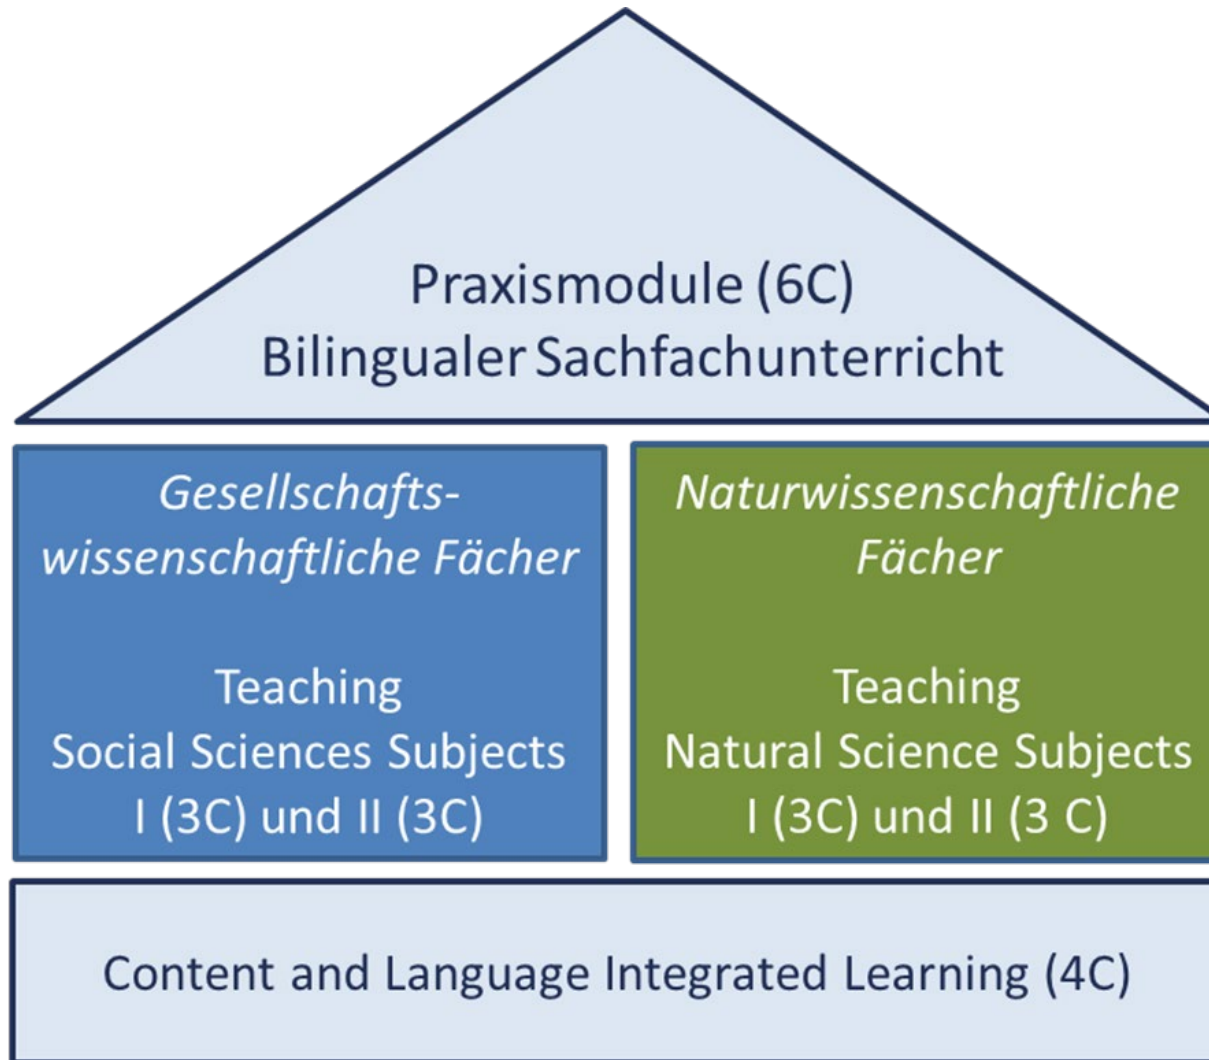 Praxismodule (6C)
Bilingualer Sachfachunterricht
Gesellschafts-
wissenschaftliche Fächer
Teaching
Social Sciences Subjects
I (3C) und II (3C)
Naturwissenschaftliche
Fächer
Teaching
Natural Science Subjects
I (3C) und II (3 C)
Content and Language Integrated Learning (4C)